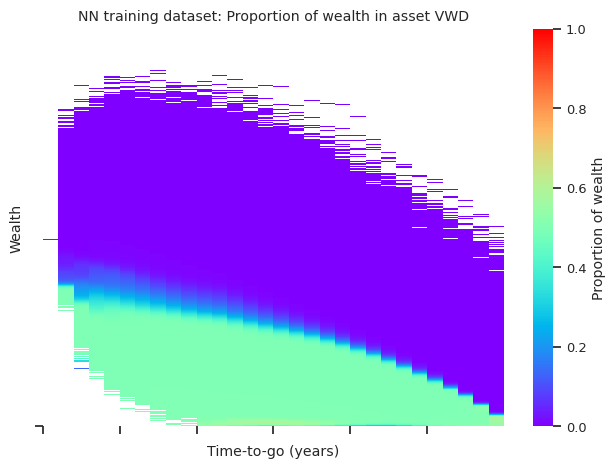 NN training dataset: Proportion of wealth in asset VWD
Wealth
Time-to-go (years)
1.0
0.8
0.6
0.4
0.2
0.0
Proportion of wealth